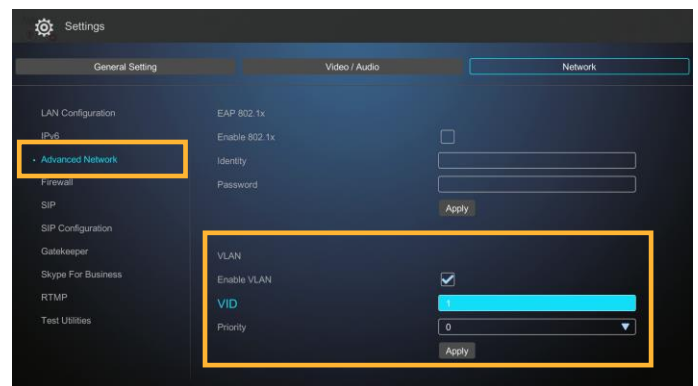 Settings
General Setting
Video / Audio
Network
LAN Configuration
IPv6
Advanced Network
Firewall
SIP
SIP Configuration
Gatekeeper
Skype For Business
RTMP
Test Utilities
EAP 802.1x
Enable 802.1x
Identity
Password
Apply
VLAN
Enable VLAN
VID 1
Priority 0
Apply